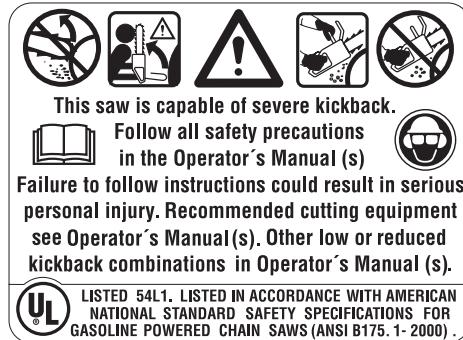 This saw is capable of severe kickback.
Follow all safety precautions
in the Operator´s Manual (s)
Failure to follow instructions could result in serious
personal injury. Recommended cutting equipment
see Operator´s Manual (s). Other low or reduced
kickback combinations in Operator´s Manual (s).
UL
LISTED 54L1. LISTED IN ACCORDANCE WITH AMERICAN
NATIONAL STANDARD SAFETY SPECIFICATIONS FOR
GASOLINE POWERED CHAIN SAWS (ANSI B175. 1- 2000) .